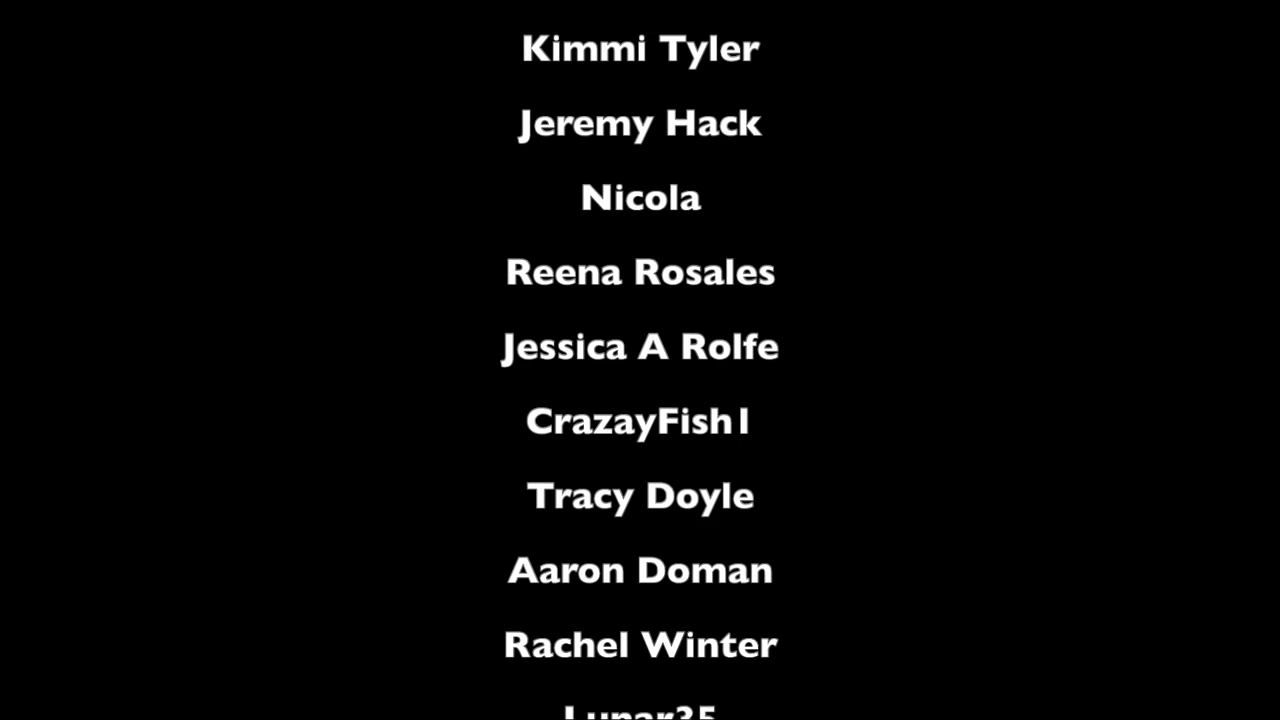 Kimmi Tyler
Jeremy Hack
Nicola
Reena Rosales
Jessica A Rolfe
CrazayFish1
Tracy Doyle
Aaron Doman
Rachel Winter